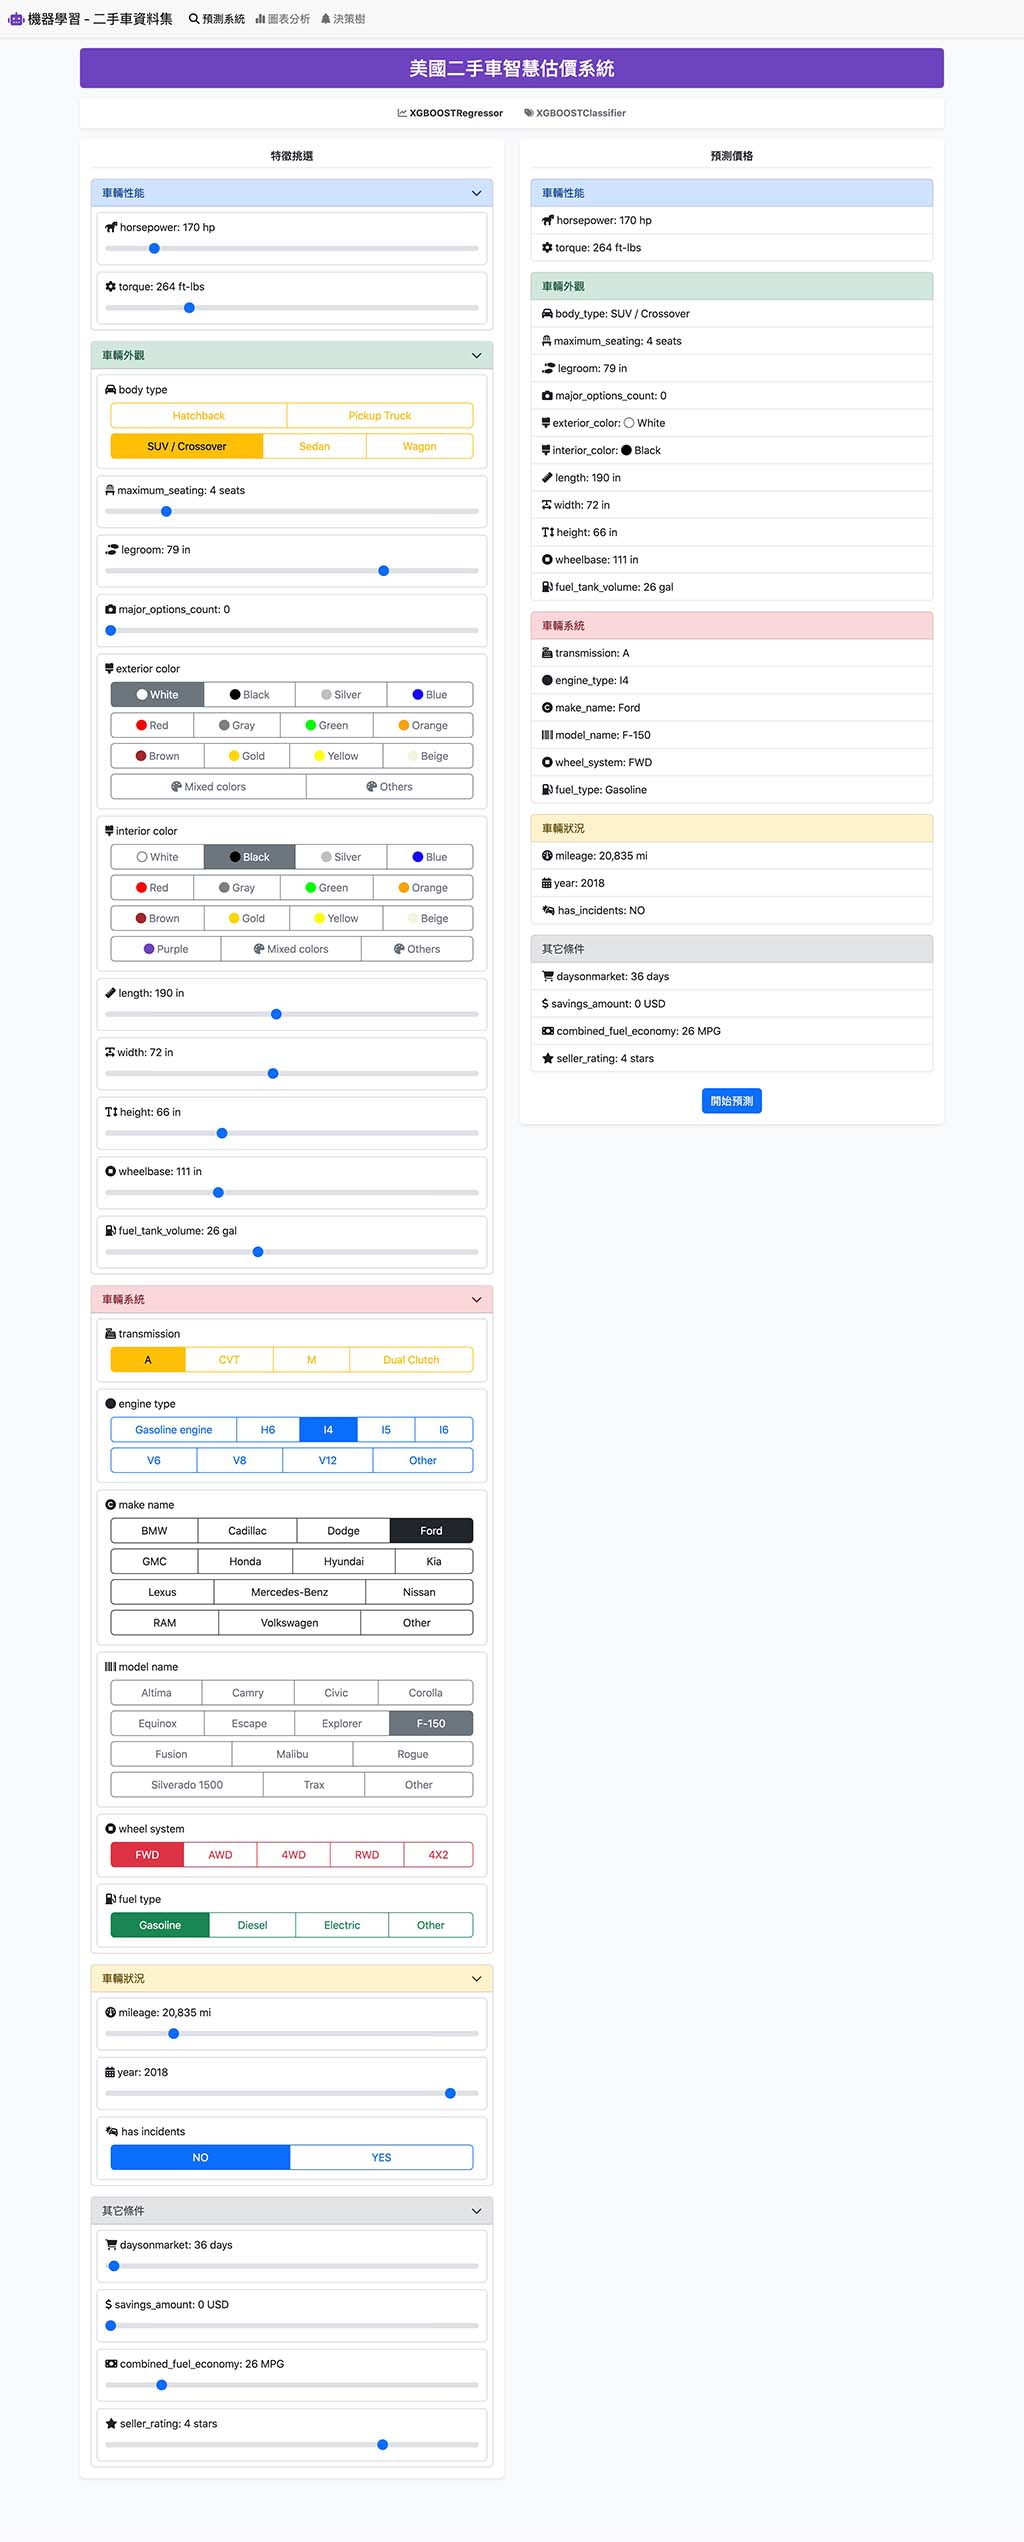 機器學習 - 二手車資料集 預測系統 圖表分析 決策樹
美國二手車智慧估價系統
XGBOOSTRegressor XGBOOSTClassifier
特徵挑選
車輛性能
horsepower: 170 hp
torque: 264 ft-lbs
車輛外觀
body type
Hatchback Pickup Truck
SUV / Crossover Sedan Wagon
maximum_seating: 4 seats
legroom: 79 in
major_options_count: 0
exterior color
White Black Silver Blue
Red Gray Green Orange
Brown Gold Yellow Beige
Mixed colors Others
interior color
White Black Silver Blue
Red Gray Green Orange
Brown Gold Yellow Beige
Purple Mixed colors Others
length: 190 in
width: 72 in
height: 66 in
wheelbase: 111 in
fuel_tank_volume: 26 gal
車輛系統
transmission
A CVT M Dual Clutch
engine type
Gasoline engine H6 I4 I5 I6
V6 V8 V12 Other
make name
BMW Cadillac Dodge Ford
GMC Honda Hyundai Kia
Lexus Mercedes-Benz Nissan
RAM Volkswagen Other
model name
Altima Camry Civic Corolla
Equinox Escape Explorer F-150
Fusion Malibu Rogue
Silverado 1500 Trax Other
wheel system
FWD AWD 4WD RWD 4X2
fuel type
Gasoline Diesel Electric Other
車輛狀況
mileage: 20,835 mi
year: 2018
has incidents
NO YES
其它條件
daysonmarket: 36 days
savings_amount: 0 USD
combined_fuel_economy: 26 MPG
seller_rating: 4 stars
預測價格
車輛性能
horsepower: 170 hp
torque: 264 ft-lbs
車輛外觀
body_type: SUV / Crossover
maximum_seating: 4 seats
legroom: 79 in
major_options_count: 0
exterior_color: White
interior_color: Black
length: 190 in
width: 72 in
height: 66 in
wheelbase: 111 in
fuel_tank_volume: 26 gal
車輛系統
transmission: A
engine_type: I4
make_name: Ford
model_name: F-150
wheel_system: FWD
fuel_type: Gasoline
車輛狀況
mileage: 20,835 mi
year: 2018
has_incidents: NO
其它條件
daysonmarket: 36 days
savings_amount: 0 USD
combined_fuel_economy: 26 MPG
seller_rating: 4 stars
開始預測